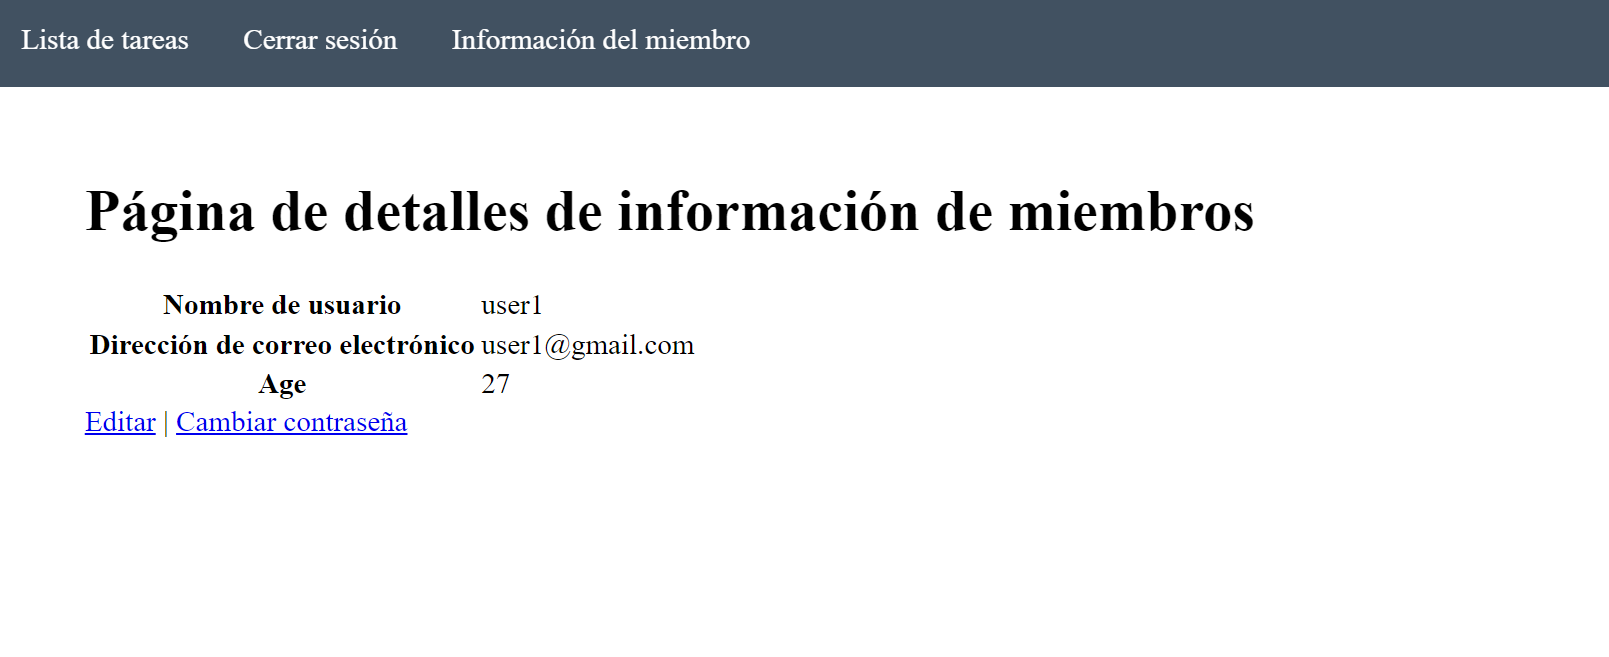 Lista de tareas Cerrar sesión Información del miembro
Página de detalles de información de miembros
Nombre de usuario user1
Dirección de correo electrónico user1@gmail.com
Age 27
Editar | Cambiar contraseña